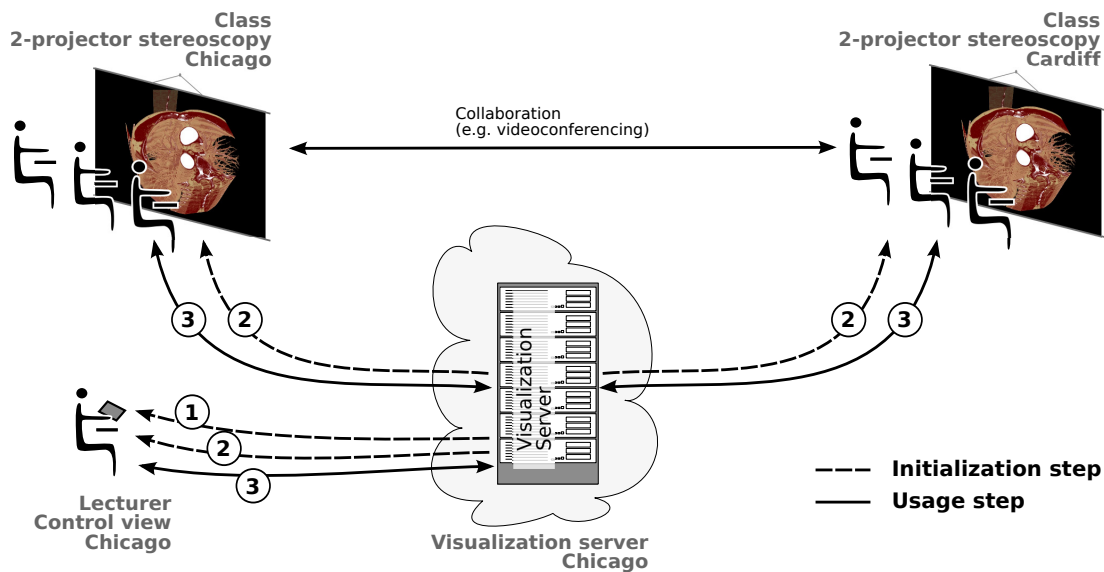 Class
2-projector stereoscopy
Chicago
Class
2-projector stereoscopy
Cardiff
Collaboration
(e.g. videoconferencing)
3
2
2
3
Visualization
Server
1
2
3
Initialization step
Usage step
Lecturer
Control view
Chicago
Visualization server
Chicago